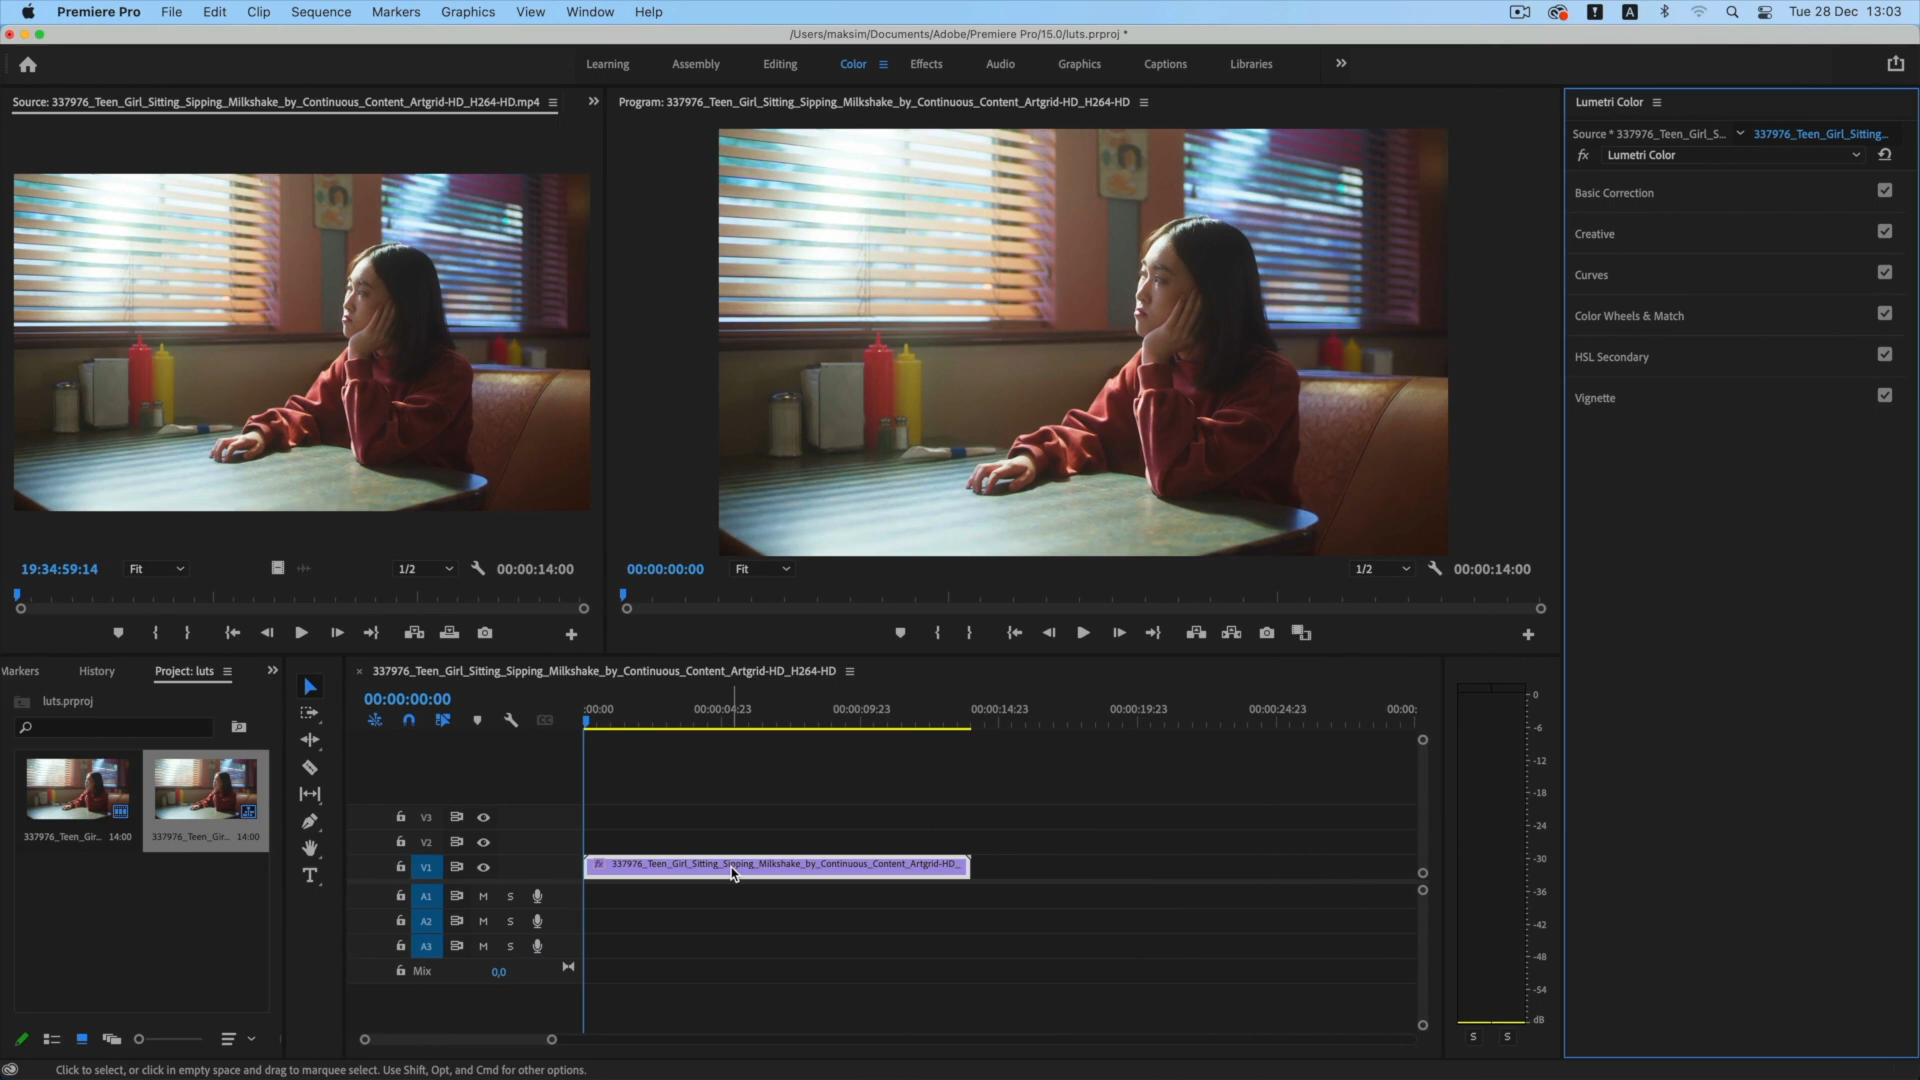 Premiere Pro File Edit Clip Sequence Markers Graphics View Window Help A Tue 28 Dec 13:03
/Users/maksim/Documents/Adobe/Premiere Pro/15.0/luts.prproj *
Learning Assembly Editing Color Effects Audio Graphics Captions Libraries
Source: 337976_Teen_Girl_Sitting_Sipping_Milkshake_by_Continuous_Content_Artgrid-HD_H264-HD.mp4
Program: 337976_Teen_Girl_Sitting_Sipping_Milkshake_by_Continuous_Content_Artgrid-HD_H264-HD
Lumetri Color
Source * 337976_Teen_Girl_S... 337976_Teen_Girl_Sitting...
fx Lumetri Color
Basic Correction
Creative
Curves
Color Wheels & Match
HSL Secondary
Vignette
19:34:59:14 Fit 1/2 00:00:14:00
00:00:00:00 Fit 1/2 00:00:14:00
Markers History Project: luts
luts.prproj
337976_Teen_Gir... 14:00
337976_Teen_Gir... 14:00
337976_Teen_Girl_Sitting_Sipping_Milkshake_by_Continuous_Content_Artgrid-HD_H264-HD
00:00:00:00
:00:00 00:00:04:23 00:00:09:23 00:00:14:23 00:00:19:23 00:00:24:23 00:00:
V3
V2
V1 fx 337976_Teen_Girl_Sitting_Sipping_Milkshake_by_Continuous_Content_Artgrid-HD_
A1 M S
A2 M S
A3 M S
Mix 0,0
0
-6
-12
-18
-24
-30
-36
-42
-48
-54
dB
S S
Click to select, or click in empty space and drag to marquee select. Use Shift, Opt, and Cmd for other options.